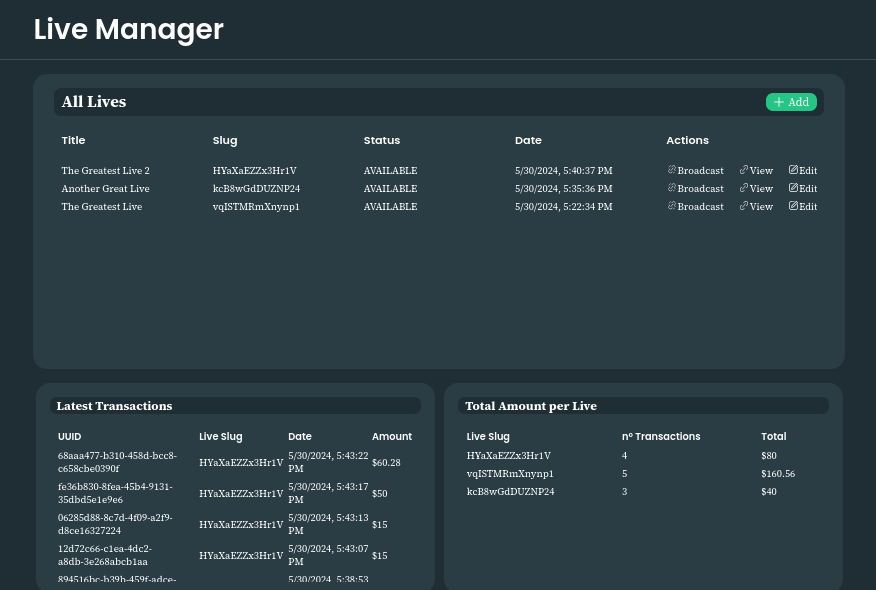 Live Manager
All Lives
Add
Title Slug Status Date Actions
The Greatest Live 2 HYaXaEZZx3Hr1V AVAILABLE 5/30/2024, 5:40:37 PM Broadcast View Edit
Another Great Live kcB8wGdDUZNP24 AVAILABLE 5/30/2024, 5:35:36 PM Broadcast View Edit
The Greatest Live vqISTMRmXnynp1 AVAILABLE 5/30/2024, 5:22:34 PM Broadcast View Edit
Latest Transactions
UUID Live Slug Date Amount
68aaa477-b310-458d-bcc8-
c658cbe0390f HYaXaEZZx3Hr1V 5/30/2024, 5:43:22
PM $60.28
fe36b830-8fea-45b4-9131-
35dbd5e1e9e6 HYaXaEZZx3Hr1V 5/30/2024, 5:43:17
PM $50
06285d88-8c7d-4f09-a2f9-
d8ce16327224 HYaXaEZZx3Hr1V 5/30/2024, 5:43:13
PM $15
12d72c66-c1ea-4dc2-
a8db-3e268abcb1aa HYaXaEZZx3Hr1V 5/30/2024, 5:43:07
PM $15
894516bc-b39b-459f-adce- 5/30/2024, 5:38:53
Total Amount per Live
Live Slug nº Transactions Total
HYaXaEZZx3Hr1V 4 $80
vqISTMRmXnynp1 5 $160.56
kcB8wGdDUZNP24 3 $40